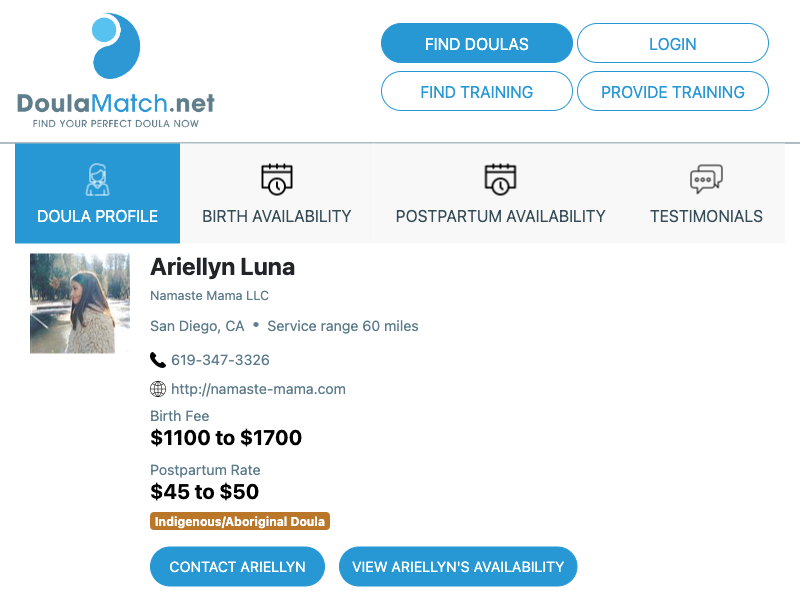 DoulaMatch.net
FIND YOUR PERFECT DOULA NOW
FIND DOULAS
LOGIN
FIND TRAINING
PROVIDE TRAINING
DOULA PROFILE
BIRTH AVAILABILITY
POSTPARTUM AVAILABILITY
TESTIMONIALS
Ariellyn Luna
Namaste Mama LLC
San Diego, CA • Service range 60 miles
619-347-3326
http://namaste-mama.com
Birth Fee
$1100 to $1700
Postpartum Rate
$45 to $50
Indigenous/Aboriginal Doula
CONTACT ARIELLYN
VIEW ARIELLYN'S AVAILABILITY